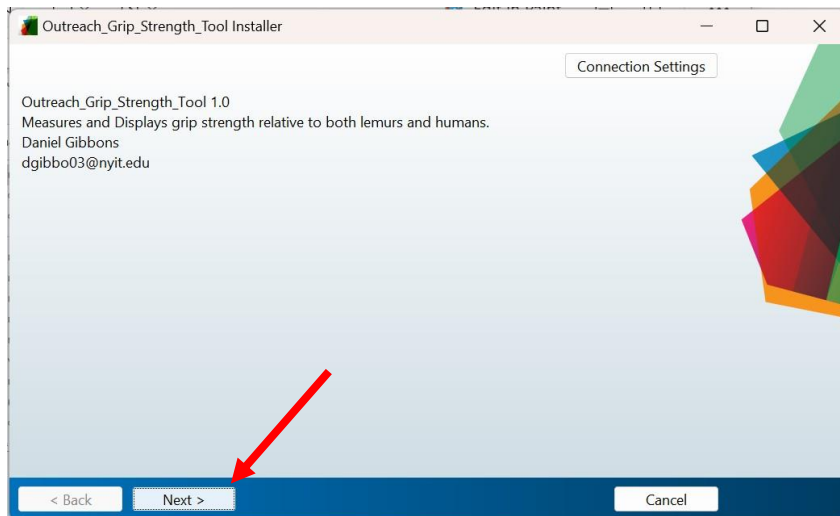 Outreach_Grip_Strength_Tool Installer
Connection Settings
Outreach_Grip_Strength_Tool 1.0
Measures and Displays grip strength relative to both lemurs and humans.
Daniel Gibbons
dgibbo03@nyit.edu
< Back
Next >
Cancel